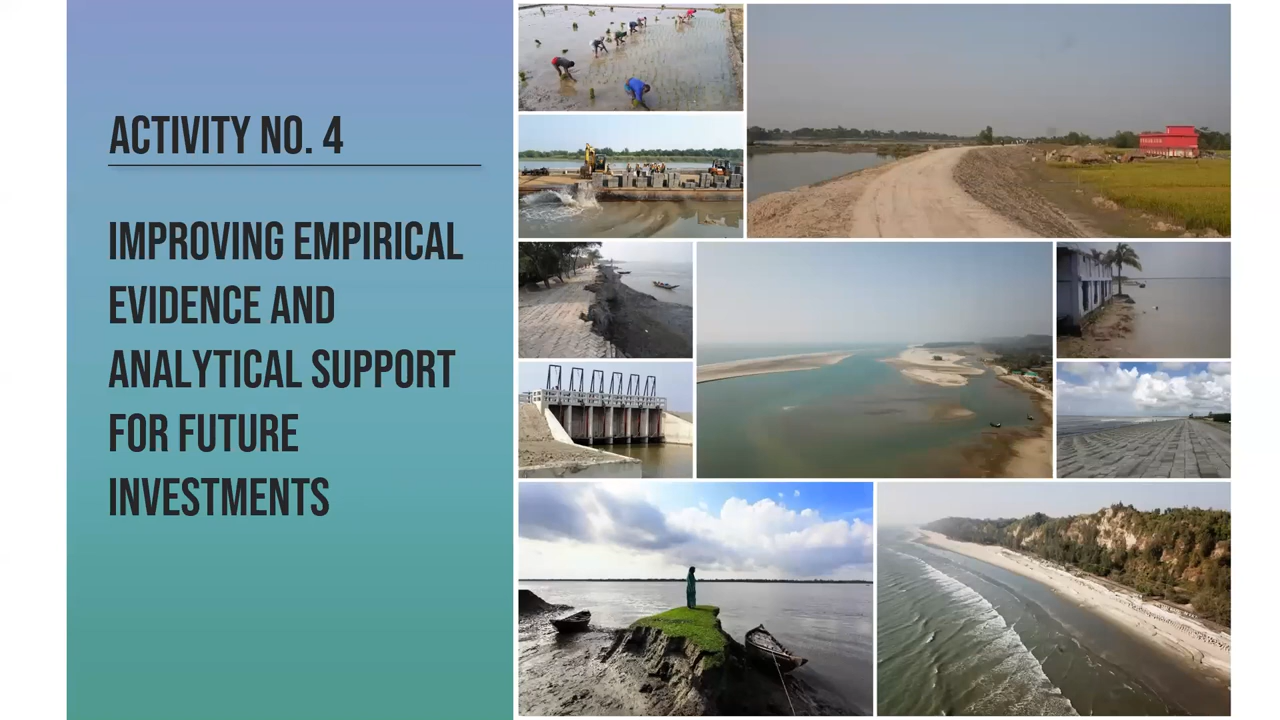 ACTIVITY NO. 4
IMPROVING EMPIRICAL
EVIDENCE AND
ANALYTICAL SUPPORT
FOR FUTURE
INVESTMENTS